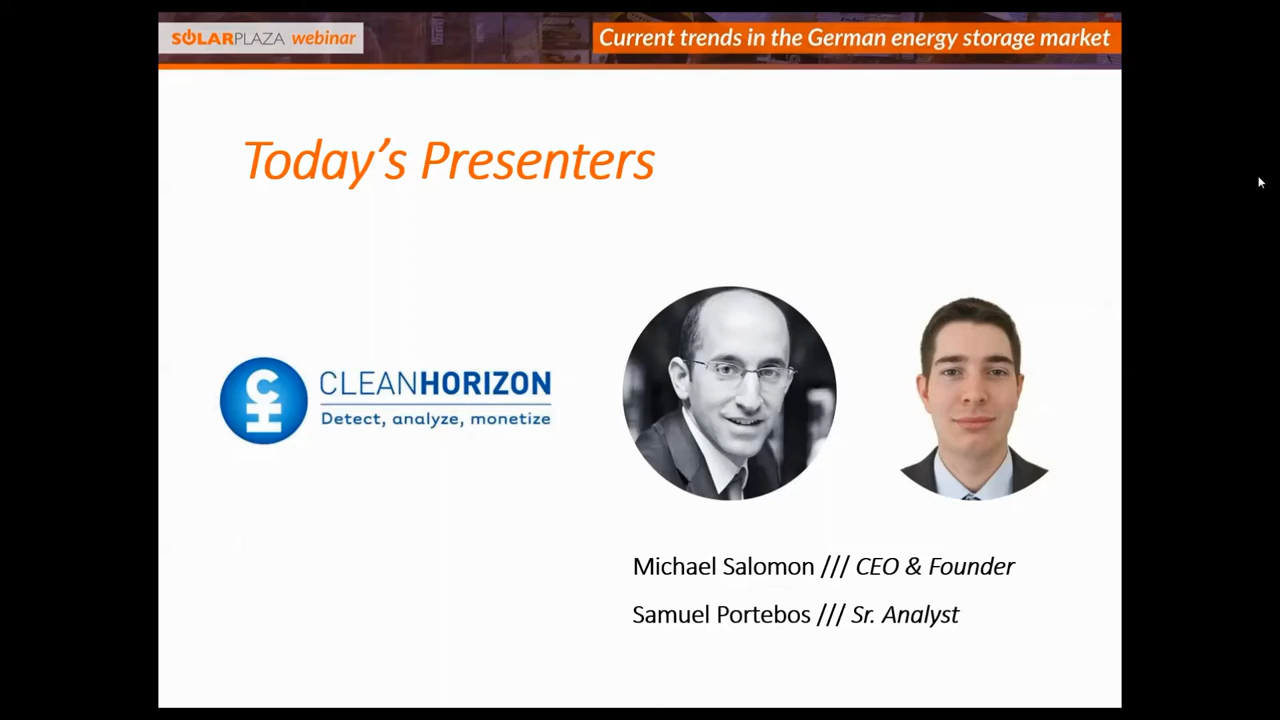 SOLARPLAZA webinar
Current trends in the German energy storage market
Today's Presenters
CH
CLEANHORIZON
Detect, analyze, monetize
Michael Salomon /// CEO & Founder
Samuel Portebos /// Sr. Analyst